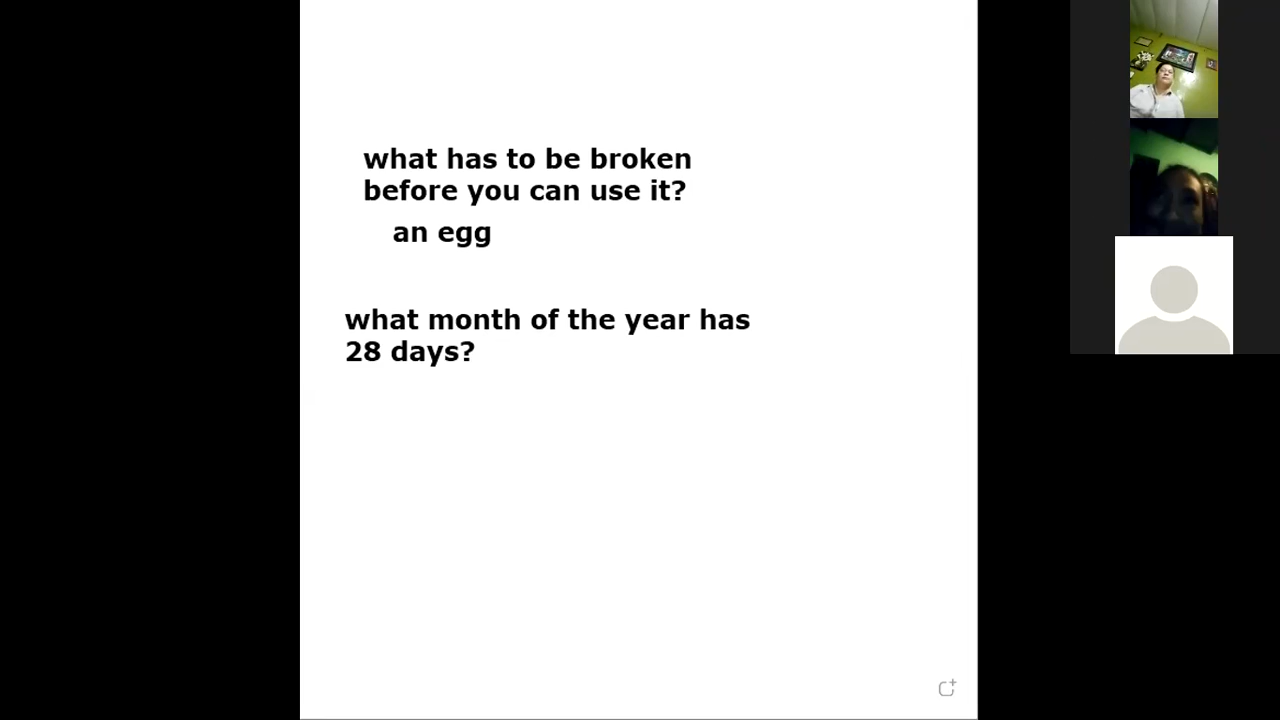 what has to be broken
before you can use it?
an egg
what month of the year has
28 days?